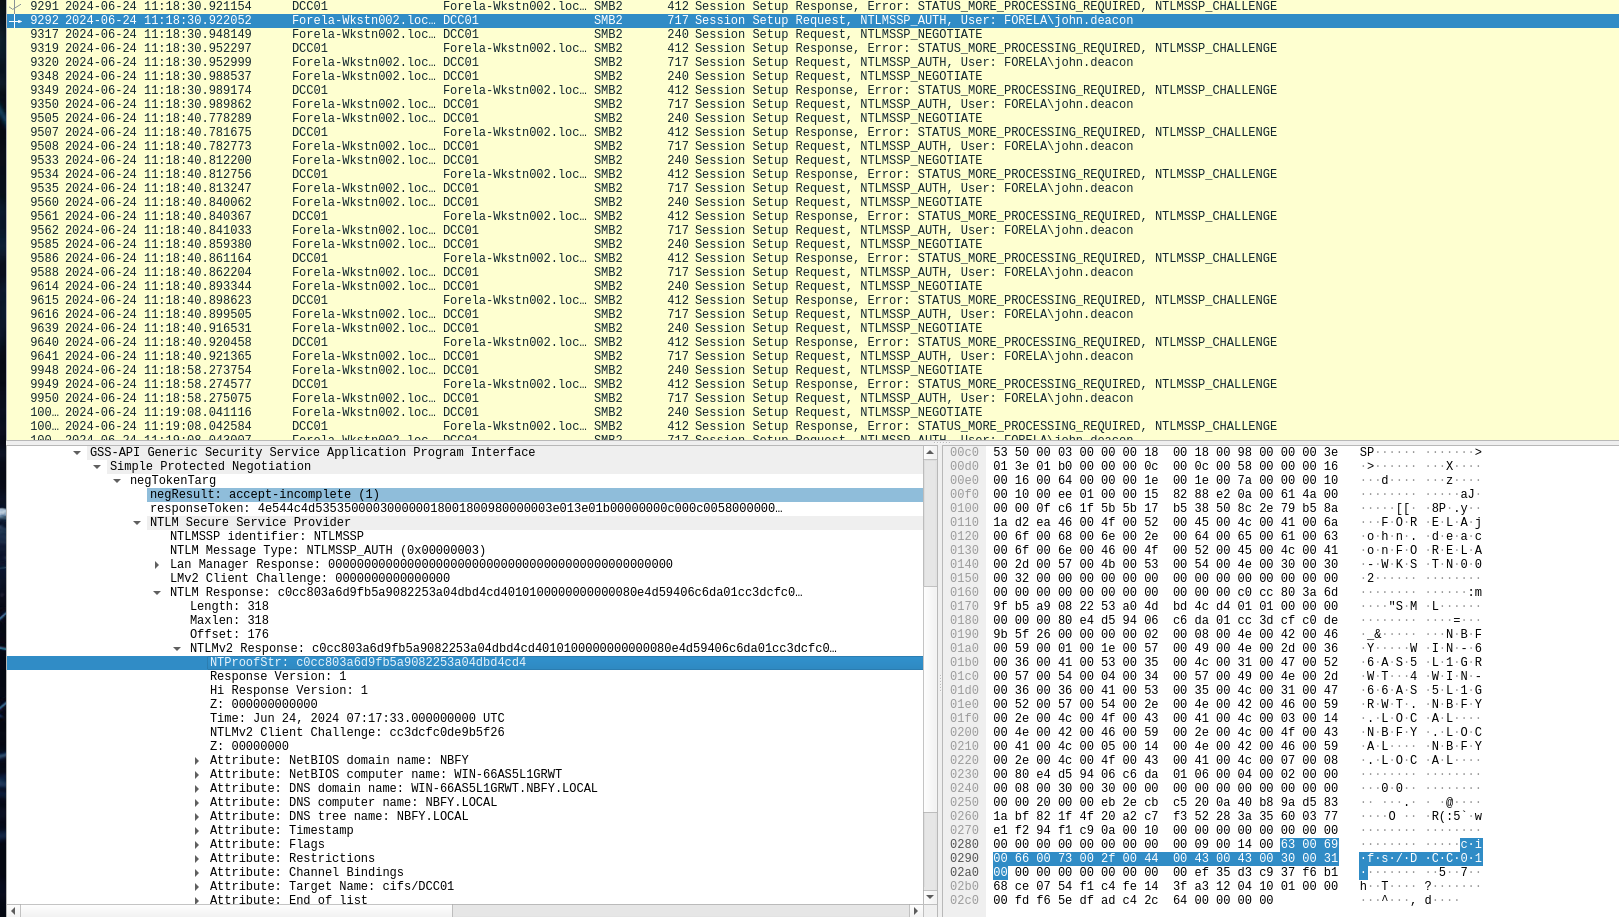 9291 2024-06-24 11:18:30.921154 DCC01 Forela-Wkstn002.loc… SMB2 412 Session Setup Response, Error: STATUS_MORE_PROCESSING_REQUIRED, NTLMSSP_CHALLENGE
9292 2024-06-24 11:18:30.922052 Forela-Wkstn002.loc… DCC01 SMB2 717 Session Setup Request, NTLMSSP_AUTH, User: FORELA\john.deacon
9317 2024-06-24 11:18:30.948149 Forela-Wkstn002.loc… DCC01 SMB2 240 Session Setup Request, NTLMSSP_NEGOTIATE
9319 2024-06-24 11:18:30.952297 DCC01 Forela-Wkstn002.loc… SMB2 412 Session Setup Response, Error: STATUS_MORE_PROCESSING_REQUIRED, NTLMSSP_CHALLENGE
9320 2024-06-24 11:18:30.952999 Forela-Wkstn002.loc… DCC01 SMB2 717 Session Setup Request, NTLMSSP_AUTH, User: FORELA\john.deacon
9348 2024-06-24 11:18:30.988537 Forela-Wkstn002.loc… DCC01 SMB2 240 Session Setup Request, NTLMSSP_NEGOTIATE
9349 2024-06-24 11:18:30.989174 DCC01 Forela-Wkstn002.loc… SMB2 412 Session Setup Response, Error: STATUS_MORE_PROCESSING_REQUIRED, NTLMSSP_CHALLENGE
9350 2024-06-24 11:18:30.989862 Forela-Wkstn002.loc… DCC01 SMB2 717 Session Setup Request, NTLMSSP_AUTH, User: FORELA\john.deacon
9505 2024-06-24 11:18:40.778289 Forela-Wkstn002.loc… DCC01 SMB2 240 Session Setup Request, NTLMSSP_NEGOTIATE
9507 2024-06-24 11:18:40.781675 DCC01 Forela-Wkstn002.loc… SMB2 412 Session Setup Response, Error: STATUS_MORE_PROCESSING_REQUIRED, NTLMSSP_CHALLENGE
9508 2024-06-24 11:18:40.782773 Forela-Wkstn002.loc… DCC01 SMB2 717 Session Setup Request, NTLMSSP_AUTH, User: FORELA\john.deacon
9533 2024-06-24 11:18:40.812200 Forela-Wkstn002.loc… DCC01 SMB2 240 Session Setup Request, NTLMSSP_NEGOTIATE
9534 2024-06-24 11:18:40.812756 DCC01 Forela-Wkstn002.loc… SMB2 412 Session Setup Response, Error: STATUS_MORE_PROCESSING_REQUIRED, NTLMSSP_CHALLENGE
9535 2024-06-24 11:18:40.813247 Forela-Wkstn002.loc… DCC01 SMB2 717 Session Setup Request, NTLMSSP_AUTH, User: FORELA\john.deacon
9560 2024-06-24 11:18:40.840062 Forela-Wkstn002.loc… DCC01 SMB2 240 Session Setup Request, NTLMSSP_NEGOTIATE
9561 2024-06-24 11:18:40.840367 DCC01 Forela-Wkstn002.loc… SMB2 412 Session Setup Response, Error: STATUS_MORE_PROCESSING_REQUIRED, NTLMSSP_CHALLENGE
9562 2024-06-24 11:18:40.841033 Forela-Wkstn002.loc… DCC01 SMB2 717 Session Setup Request, NTLMSSP_AUTH, User: FORELA\john.deacon
9585 2024-06-24 11:18:40.859380 Forela-Wkstn002.loc… DCC01 SMB2 240 Session Setup Request, NTLMSSP_NEGOTIATE
9586 2024-06-24 11:18:40.861164 DCC01 Forela-Wkstn002.loc… SMB2 412 Session Setup Response, Error: STATUS_MORE_PROCESSING_REQUIRED, NTLMSSP_CHALLENGE
9588 2024-06-24 11:18:40.862204 Forela-Wkstn002.loc… DCC01 SMB2 717 Session Setup Request, NTLMSSP_AUTH, User: FORELA\john.deacon
9614 2024-06-24 11:18:40.893344 Forela-Wkstn002.loc… DCC01 SMB2 240 Session Setup Request, NTLMSSP_NEGOTIATE
9615 2024-06-24 11:18:40.898623 DCC01 Forela-Wkstn002.loc… SMB2 412 Session Setup Response, Error: STATUS_MORE_PROCESSING_REQUIRED, NTLMSSP_CHALLENGE
9616 2024-06-24 11:18:40.899505 Forela-Wkstn002.loc… DCC01 SMB2 717 Session Setup Request, NTLMSSP_AUTH, User: FORELA\john.deacon
9639 2024-06-24 11:18:40.916531 Forela-Wkstn002.loc… DCC01 SMB2 240 Session Setup Request, NTLMSSP_NEGOTIATE
9640 2024-06-24 11:18:40.920458 DCC01 Forela-Wkstn002.loc… SMB2 412 Session Setup Response, Error: STATUS_MORE_PROCESSING_REQUIRED, NTLMSSP_CHALLENGE
9641 2024-06-24 11:18:40.921365 Forela-Wkstn002.loc… DCC01 SMB2 717 Session Setup Request, NTLMSSP_AUTH, User: FORELA\john.deacon
9948 2024-06-24 11:18:58.273754 Forela-Wkstn002.loc… DCC01 SMB2 240 Session Setup Request, NTLMSSP_NEGOTIATE
9949 2024-06-24 11:18:58.274577 DCC01 Forela-Wkstn002.loc… SMB2 412 Session Setup Response, Error: STATUS_MORE_PROCESSING_REQUIRED, NTLMSSP_CHALLENGE
9950 2024-06-24 11:18:58.275075 Forela-Wkstn002.loc… DCC01 SMB2 717 Session Setup Request, NTLMSSP_AUTH, User: FORELA\john.deacon
100… 2024-06-24 11:19:08.041116 Forela-Wkstn002.loc… DCC01 SMB2 240 Session Setup Request, NTLMSSP_NEGOTIATE
100… 2024-06-24 11:19:08.042584 DCC01 Forela-Wkstn002.loc… SMB2 412 Session Setup Response, Error: STATUS_MORE_PROCESSING_REQUIRED, NTLMSSP_CHALLENGE
100… 2024-06-24 11:19:08.043007 Forela-Wkstn002.loc… DCC01 SMB2 717 Session Setup Request, NTLMSSP_AUTH, User: FORELA\john.deacon
GSS-API Generic Security Service Application Program Interface
Simple Protected Negotiation
negTokenTarg
negResult: accept-incomplete (1)
responseToken: 4e544c4d535350000300000018001800980000003e013e01b00000000c000c0058000000…
NTLM Secure Service Provider
NTLMSSP identifier: NTLMSSP
NTLM Message Type: NTLMSSP_AUTH (0x00000003)
Lan Manager Response: 000000000000000000000000000000000000000000000000
LMv2 Client Challenge: 0000000000000000
NTLM Response: c0cc803a6d9fb5a9082253a04dbd4cd4010100000000000080e4d59406c6da01cc3dcfc0…
Length: 318
Maxlen: 318
Offset: 176
NTLMv2 Response: c0cc803a6d9fb5a9082253a04dbd4cd4010100000000000080e4d59406c6da01cc3dcfc0…
NTProofStr: c0cc803a6d9fb5a9082253a04dbd4cd4
Response Version: 1
Hi Response Version: 1
Z: 000000000000
Time: Jun 24, 2024 07:17:33.000000000 UTC
NTLMv2 Client Challenge: cc3dcfc0de9b5f26
Z: 00000000
Attribute: NetBIOS domain name: NBFY
Attribute: NetBIOS computer name: WIN-66AS5L1GRWT
Attribute: DNS domain name: WIN-66AS5L1GRWT.NBFY.LOCAL
Attribute: DNS computer name: NBFY.LOCAL
Attribute: DNS tree name: NBFY.LOCAL
Attribute: Timestamp
Attribute: Flags
Attribute: Restrictions
Attribute: Channel Bindings
Attribute: Target Name: cifs/DCC01
Attribute: End of list
00c0 53 50 00 03 00 00 00 18 00 18 00 98 00 00 00 3e SP······ ·······>
00d0 01 3e 01 b0 00 00 00 0c 00 0c 00 58 00 00 00 16 ·>······ ···X····
00e0 00 16 00 64 00 00 00 1e 00 1e 00 7a 00 00 00 10 ···d···· ···z····
00f0 00 10 00 ee 01 00 00 15 82 88 e2 0a 00 61 4a 00 ········ ·····aJ·
0100 00 00 0f c6 1f 5b 5b 17 b5 38 50 8c 2e 79 b5 8a ·····[[· ·8P·.y··
0110 1a d2 ea 46 00 4f 00 52 00 45 00 4c 00 41 00 6a ···F·O·R ·E·L·A·j
0120 00 6f 00 68 00 6e 00 2e 00 64 00 65 00 61 00 63 ·o·h·n·. ·d·e·a·c
0130 00 6f 00 6e 00 46 00 4f 00 52 00 45 00 4c 00 41 ·o·n·F·O ·R·E·L·A
0140 00 2d 00 57 00 4b 00 53 00 54 00 4e 00 30 00 30 ·-·W·K·S ·T·N·0·0
0150 00 32 00 00 00 00 00 00 00 00 00 00 00 00 00 00 ·2······ ········
0160 00 00 00 00 00 00 00 00 00 00 00 c0 cc 80 3a 6d ········ ······:m
0170 9f b5 a9 08 22 53 a0 4d bd 4c d4 01 01 00 00 00 ····"S·M ·L······
0180 00 00 00 80 e4 d5 94 06 c6 da 01 cc 3d cf c0 de ········ ····=···
0190 9b 5f 26 00 00 00 00 02 00 08 00 4e 00 42 00 46 ·_&····· ···N·B·F
01a0 00 59 00 01 00 1e 00 57 00 49 00 4e 00 2d 00 36 ·Y·····W ·I·N·-·6
01b0 00 36 00 41 00 53 00 35 00 4c 00 31 00 47 00 52 ·6·A·S·5 ·L·1·G·R
01c0 00 57 00 54 00 04 00 34 00 57 00 49 00 4e 00 2d ·W·T···4 ·W·I·N·-
01d0 00 36 00 36 00 41 00 53 00 35 00 4c 00 31 00 47 ·6·6·A·S ·5·L·1·G
01e0 00 52 00 57 00 54 00 2e 00 4e 00 42 00 46 00 59 ·R·W·T·. ·N·B·F·Y
01f0 00 2e 00 4c 00 4f 00 43 00 41 00 4c 00 03 00 14 ·.·L·O·C ·A·L····
0200 00 4e 00 42 00 46 00 59 00 2e 00 4c 00 4f 00 43 ·N·B·F·Y ·.·L·O·C
0210 00 41 00 4c 00 05 00 14 00 4e 00 42 00 46 00 59 ·A·L···· ·N·B·F·Y
0220 00 2e 00 4c 00 4f 00 43 00 41 00 4c 00 07 00 08 ·.·L·O·C ·A·L····
0230 00 80 e4 d5 94 06 c6 da 01 06 00 04 00 02 00 00 ········ ········
0240 00 08 00 30 00 30 00 00 00 00 00 00 00 00 00 00 ···0·0·· ········
0250 00 00 20 00 00 eb 2e cb c5 20 0a 40 b8 9a d5 83 ·· ···.· · ·@····
0260 1a bf 82 1f 4f 20 a2 c7 f3 52 28 3a 35 60 03 77 ····O ·· ·R(:5`·w
0270 e1 f2 94 f1 c9 0a 00 10 00 00 00 00 00 00 00 00 ········ ········
0280 00 00 00 00 00 00 00 00 00 09 00 14 00 63 00 69 ········ ·····c·i
0290 00 66 00 73 00 2f 00 44 00 43 00 43 00 30 00 31 ·f·s·/·D ·C·C·0·1
02a0 00 00 00 00 00 00 00 00 00 ef 35 d3 c9 37 f6 b1 ········ ··5··7··
02b0 68 ce 07 54 f1 c4 fe 14 3f a3 12 04 10 01 00 00 h··T···· ?·······
02c0 00 fd f6 5e df ad c4 2c 64 00 00 00 00 ···^···, d····